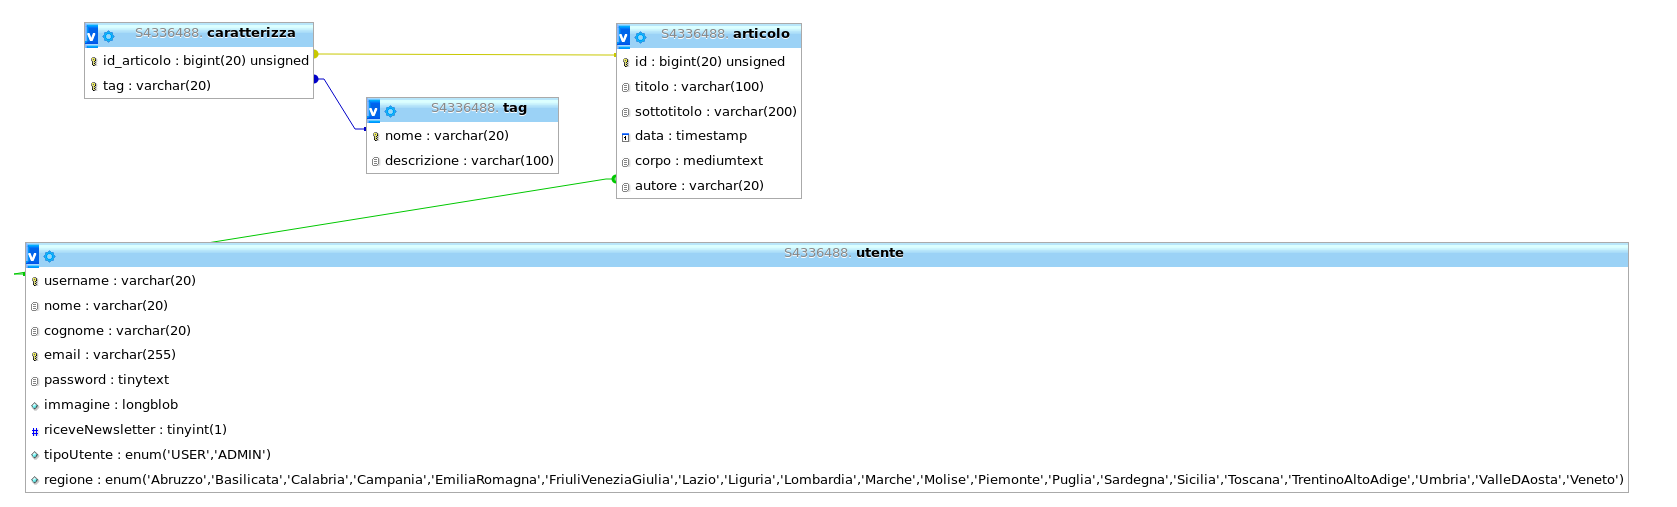 v S4336488. caratterizza
id_articolo : bigint(20) unsigned
tag : varchar(20)
v S4336488. articolo
id : bigint(20) unsigned
titolo : varchar(100)
sottotitolo : varchar(200)
data : timestamp
corpo : mediumtext
autore : varchar(20)
v S4336488. tag
nome : varchar(20)
descrizione : varchar(100)
v S4336488. utente
username : varchar(20)
nome : varchar(20)
cognome : varchar(20)
email : varchar(255)
password : tinytext
immagine : longblob
# riceveNewsletter : tinyint(1)
tipoUtente : enum('USER','ADMIN')
regione : enum('Abruzzo','Basilicata','Calabria','Campania','EmiliaRomagna','FriuliVeneziaGiulia','Lazio','Liguria','Lombardia','Marche','Molise','Piemonte','Puglia','Sardegna','Sicilia','Toscana','TrentinoAltoAdige','Umbria','ValleDAosta','Veneto')